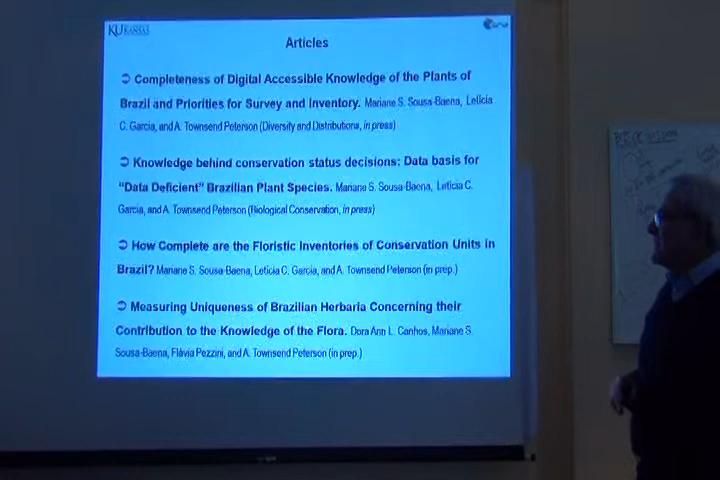 KU KANSAS
Articles
➲ Completeness of Digital Accessible Knowledge of the Plants of
Brazil and Priorities for Survey and Inventory. Mariane S. Sousa-Baena, Letícia
C. Garcia, and A. Townsend Peterson (Diversity and Distributions, in press)
➲ Knowledge behind conservation status decisions: Data basis for
“Data Deficient” Brazilian Plant Species. Mariane S. Sousa-Baena, Letícia C.
Garcia, and A. Townsend Peterson (Biological Conservation, in press)
➲ How Complete are the Floristic Inventories of Conservation Units in
Brazil? Mariane S. Sousa-Baena, Letícia C. Garcia, and A. Townsend Peterson (in prep.)
➲ Measuring Uniqueness of Brazilian Herbaria Concerning their
Contribution to the Knowledge of the Flora. Dora Ann L. Canhos, Mariane S.
Sousa-Baena, Flávia Pezzini, and A. Townsend Peterson (in prep.)